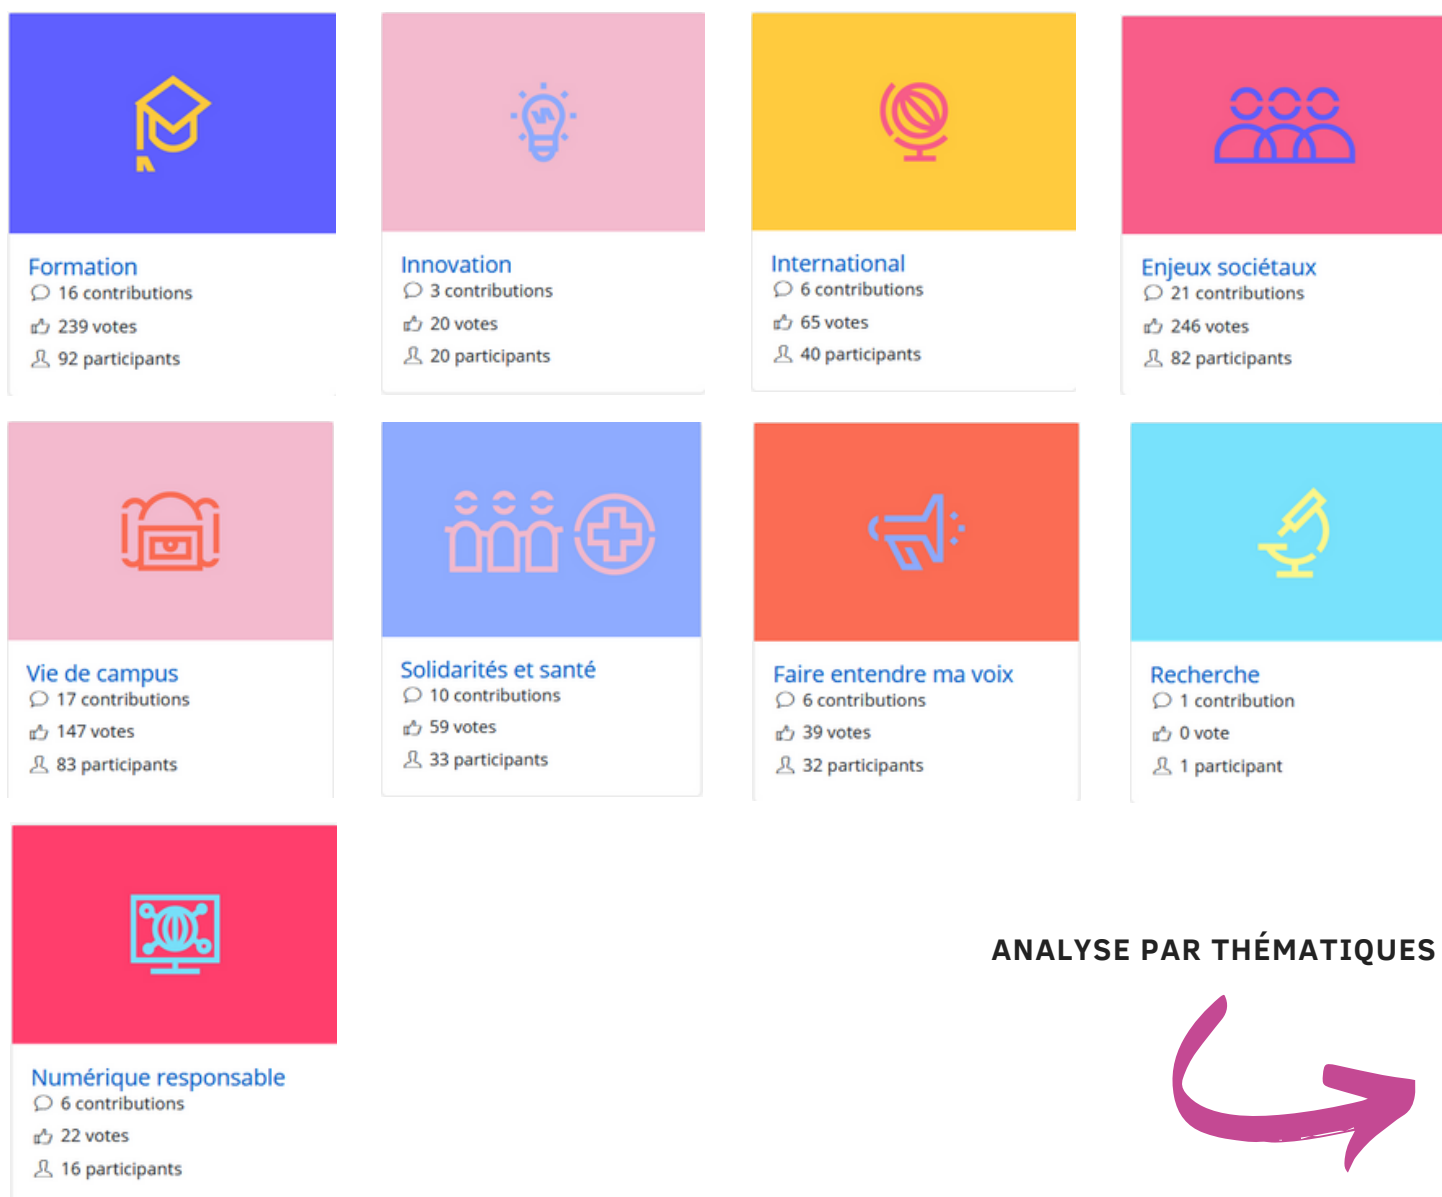 Formation
16 contributions
239 votes
92 participants
Innovation
3 contributions
20 votes
20 participants
International
6 contributions
65 votes
40 participants
Enjeux sociétaux
21 contributions
246 votes
82 participants
Vie de campus
17 contributions
147 votes
83 participants
Solidarités et santé
10 contributions
59 votes
33 participants
Faire entendre ma voix
6 contributions
39 votes
32 participants
Recherche
1 contribution
0 vote
1 participant
Numérique responsable
6 contributions
22 votes
16 participants
ANALYSE PAR THÉMATIQUES